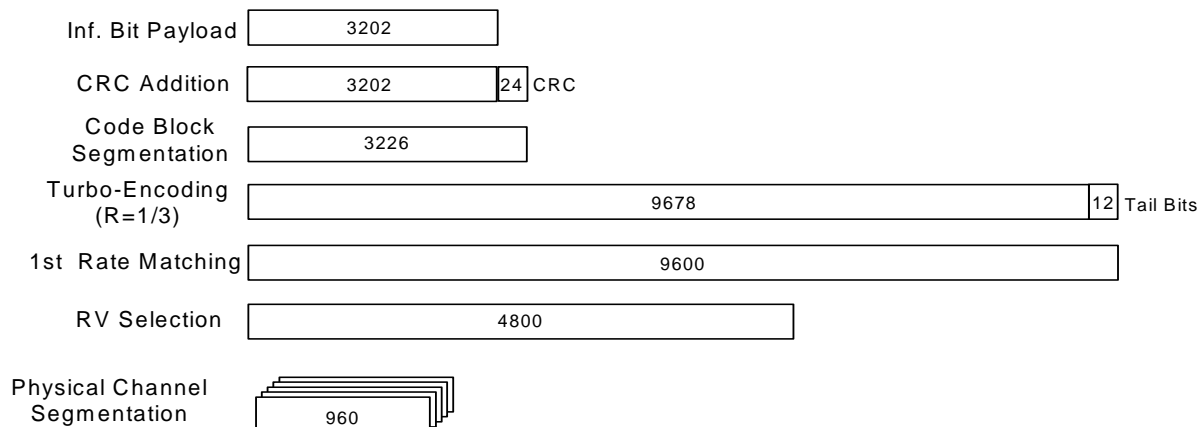 Inf. Bit Payload 3202
CRC Addition 3202 24 CRC
Code Block
Segmentation 3226
Turbo-Encoding
(R=1/3) 9678 12 Tail Bits
1st Rate Matching 9600
RV Selection 4800
Physical Channel
Segmentation 960